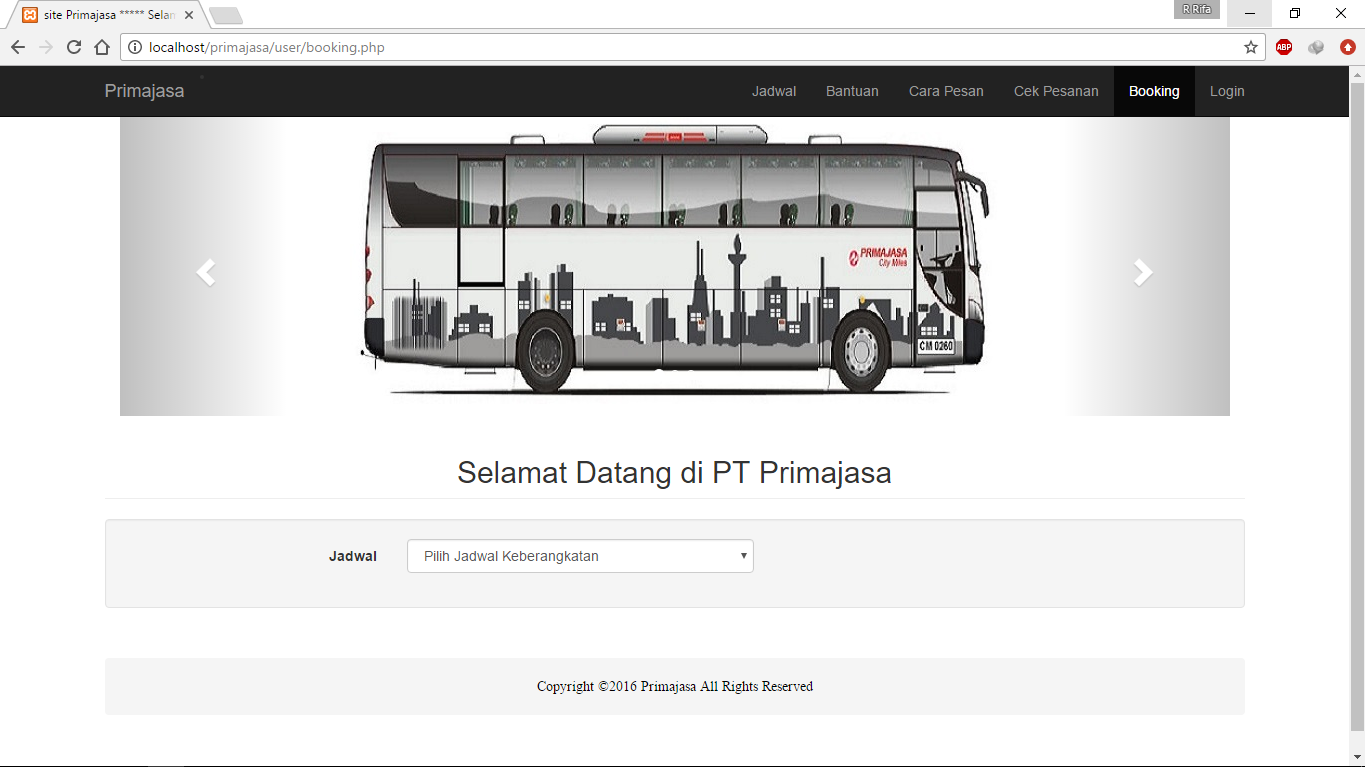 site Primajasa ***** Selan
R Rifa
localhost/primajasa/user/booking.php
ABP
Primajasa
Jadwal
Bantuan
Cara Pesan
Cek Pesanan
Booking
Login
PRIMAJASA
City Miles
CM 0260
Selamat Datang di PT Primajasa
Jadwal
Pilih Jadwal Keberangkatan
Copyright ©2016 Primajasa All Rights Reserved